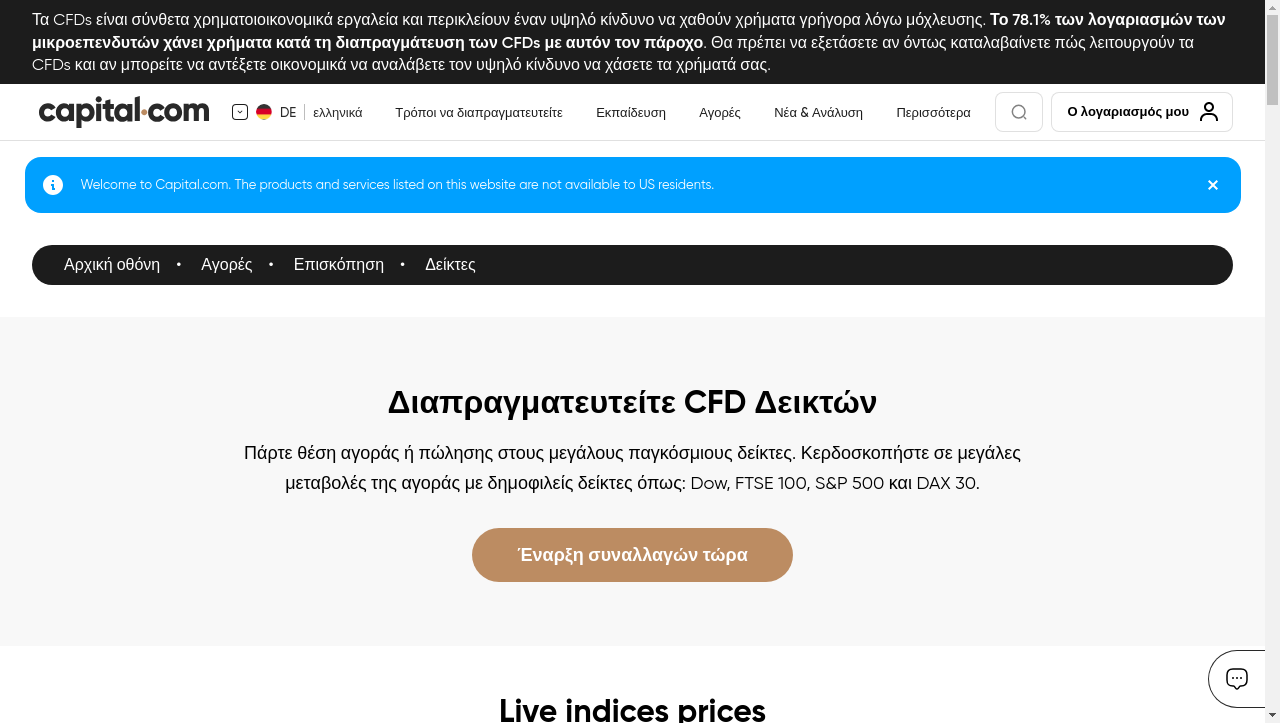 Τα CFDs είναι σύνθετα χρηματοοικονομικά εργαλεία και περικλείουν έναν υψηλό κίνδυνο να χαθούν χρήματα γρήγορα λόγω μόχλευσης. Το 78.1% των λογαριασμών των
μικροεπενδυτών χάνει χρήματα κατά τη διαπραγμάτευση των CFDs με αυτόν τον πάροχο. Θα πρέπει να εξετάσετε αν όντως καταλαβαίνετε πώς λειτουργούν τα
CFDs και αν μπορείτε να αντέξετε οικονομικά να αναλάβετε τον υψηλό κίνδυνο να χάσετε τα χρήματά σας.
capital.com DE ελληνικά Τρόποι να διαπραγματευτείτε Εκπαίδευση Αγορές Νέα & Ανάλυση Περισσότερα Ο λογαριασμός μου
Welcome to Capital.com. The products and services listed on this website are not available to US residents.
Αρχική οθόνη • Αγορές • Επισκόπηση • Δείκτες
Διαπραγματευτείτε CFD Δεικτών
Πάρτε θέση αγοράς ή πώλησης στους μεγάλους παγκόσμιους δείκτες. Κερδοσκοπήστε σε μεγάλες
μεταβολές της αγοράς με δημοφιλείς δείκτες όπως: Dow, FTSE 100, S&P 500 και DAX 30.
Έναρξη συναλλαγών τώρα
Live indices prices